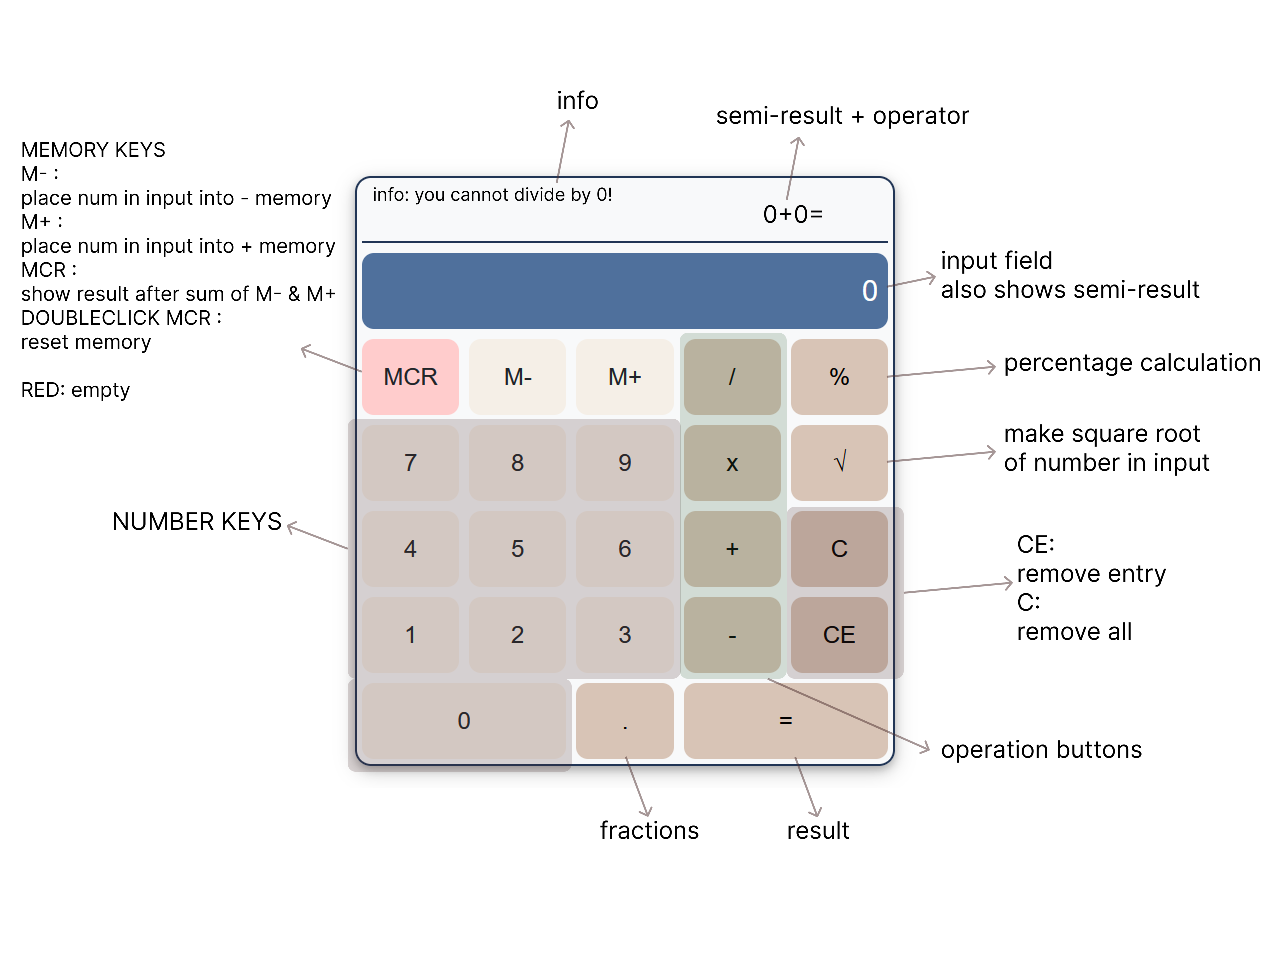 info
semi-result + operator
MEMORY KEYS
M- :
place num in input into - memory
M+ :
place num in input into + memory
MCR :
show result after sum of M- & M+
DOUBLECLICK MCR :
reset memory
RED: empty
info: you cannot divide by 0!
0+0=
0
input field
also shows semi-result
MCR M- M+ / %
percentage calculation
7 8 9 x √
make square root
of number in input
NUMBER KEYS
4 5 6 + C
1 2 3 - CE
CE:
remove entry
C:
remove all
0 . =
operation buttons
fractions
result